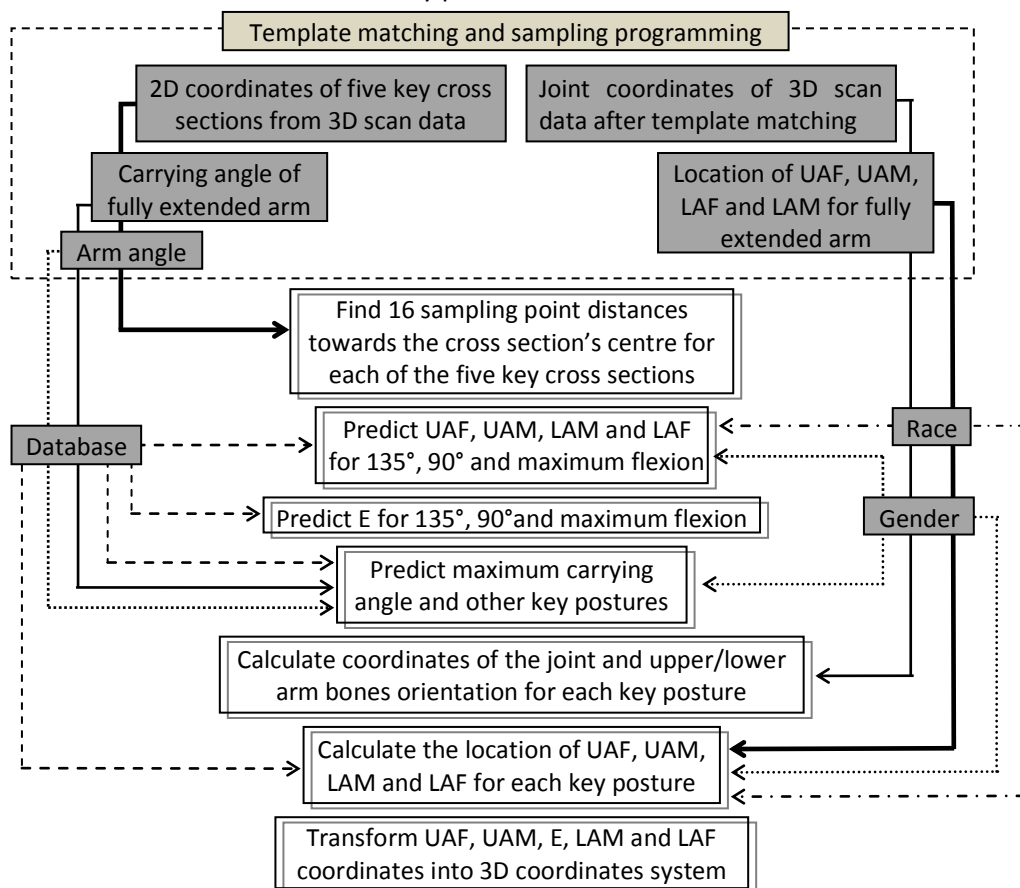 Template matching and sampling programming
2D coordinates of five key cross
sections from 3D scan data
Joint coordinates of 3D scan
data after template matching
Carrying angle of
fully extended arm
Location of UAF, UAM,
LAF and LAM for fully
extended arm
Arm angle
Find 16 sampling point distances
towards the cross section's centre for
each of the five key cross sections
Database
Predict UAF, UAM, LAM and LAF
for 135°, 90° and maximum flexion
Race
Predict E for 135°, 90°and maximum flexion
Gender
Predict maximum carrying
angle and other key postures
Calculate coordinates of the joint and upper/lower
arm bones orientation for each key posture
Calculate the location of UAF, UAM,
LAM and LAF for each key posture
Transform UAF, UAM, E, LAM and LAF
coordinates into 3D coordinates system